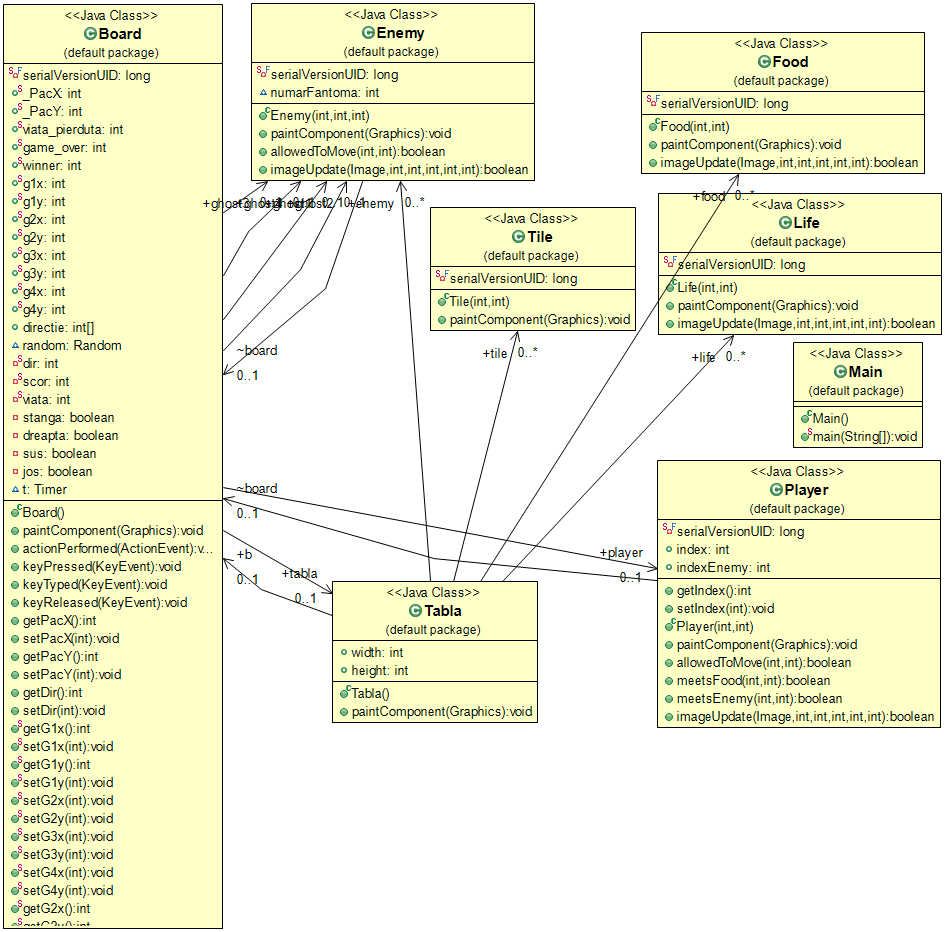 <<Java Class>>
Board
(default package)
serialVersionUID: long
_PacX: int
_PacY: int
viata_pierduta: int
game_over: int
winner: int
g1x: int
g1y: int
g2x: int
g2y: int
g3x: int
g3y: int
g4x: int
g4y: int
directie: int[]
random: Random
dir: int
scor: int
viata: int
stanga: boolean
dreapta: boolean
sus: boolean
jos: boolean
t: Timer
Board()
paintComponent(Graphics):void
actionPerformed(ActionEvent):v...
keyPressed(KeyEvent):void
keyTyped(KeyEvent):void
keyReleased(KeyEvent):void
getPacX():int
setPacX(int):void
getPacY():int
setPacY(int):void
getDir():int
setDir(int):void
getG1x():int
setG1x(int):void
getG1y():int
setG1y(int):void
setG2x(int):void
setG2y(int):void
setG3x(int):void
setG3y(int):void
setG4x(int):void
setG4y(int):void
getG2x():int
<<Java Class>>
Enemy
(default package)
serialVersionUID: long
numarFantoma: int
Enemy(int,int,int)
paintComponent(Graphics):void
allowedToMove(int,int):boolean
imageUpdate(Image,int,int,int,int,int):boolean
+enemy
0..*
~board
0..1
<<Java Class>>
Tile
(default package)
serialVersionUID: long
Tile(int,int)
paintComponent(Graphics):void
+tile 0..*
<<Java Class>>
Food
(default package)
serialVersionUID: long
Food(int,int)
paintComponent(Graphics):void
imageUpdate(Image,int,int,int,int,int):boolean
+food 0..*
<<Java Class>>
Life
(default package)
serialVersionUID: long
Life(int,int)
paintComponent(Graphics):void
imageUpdate(Image,int,int,int,int,int):boolean
+life 0..*
<<Java Class>>
Main
(default package)
Main()
main(String[]):void
~board
0..1
+player
0..1
+b
0..1
+tabla
0..1
<<Java Class>>
Tabla
(default package)
width: int
height: int
Tabla()
paintComponent(Graphics):void
<<Java Class>>
Player
(default package)
serialVersionUID: long
index: int
indexEnemy: int
getIndex():int
setIndex(int):void
Player(int,int)
paintComponent(Graphics):void
allowedToMove(int,int):boolean
meetsFood(int,int):boolean
meetsEnemy(int,int):boolean
imageUpdate(Image,int,int,int,int,int):boolean